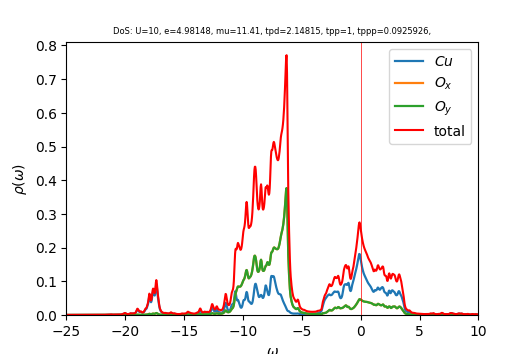 DoS: U=10, e=4.98148, mu=11.41, tpd=2.14815, tpp=1, tppp=0.0925926,
0.8
0.7
0.6
0.5
0.4
0.3
0.2
0.1
0.0
ρ(ω)
Cu
Oₓ
O_y
total
−25 −20 −15 −10 −5 0 5 10
ω